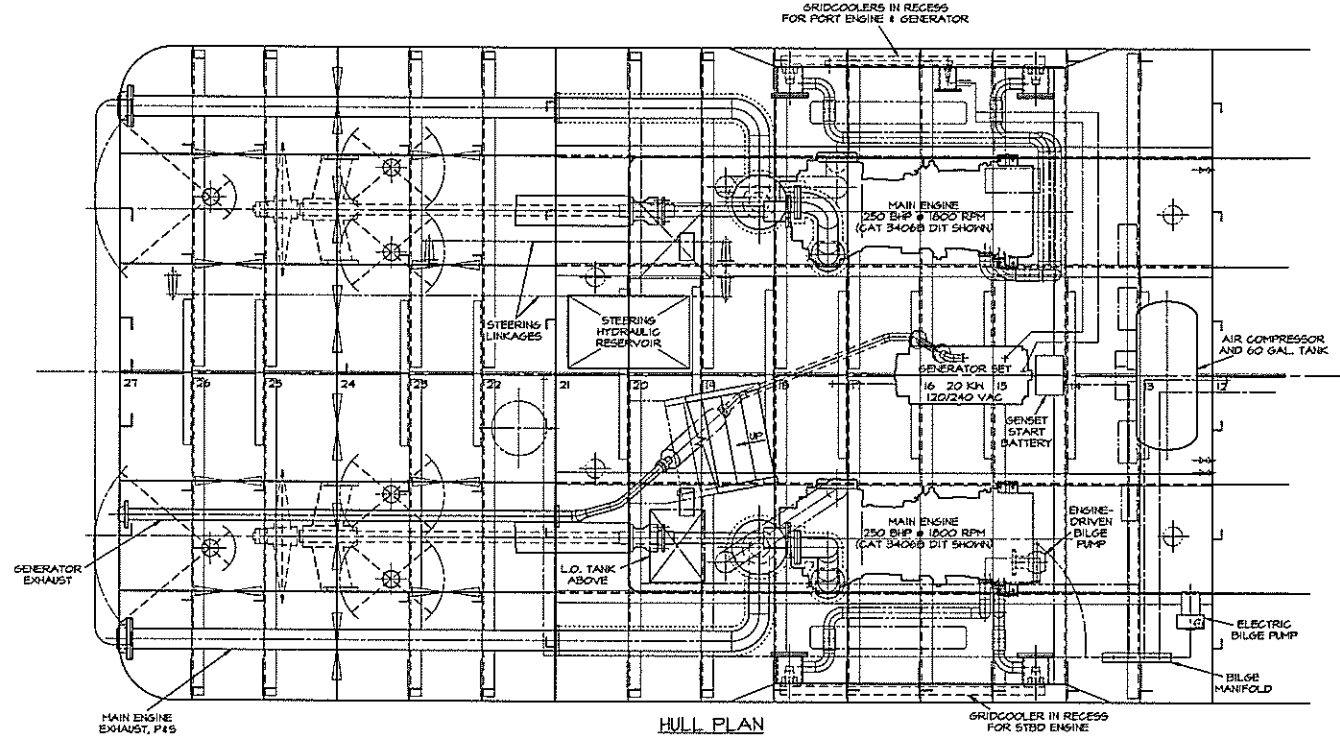 GRIDCOOLERS IN RECESS
FOR PORT ENGINE & GENERATOR
MAIN ENGINE
250 BHP @ 1800 RPM
(CAT 3406B DIT SHOWN)
STEERING
LINKAGES
STEERING
HYDRAULIC
RESERVOIR
AIR COMPRESSOR
AND 60 GAL. TANK
GENERATOR SET
27 26 25 24 23 22 21 20 19 18 17 16 20 KW 15 14 13 12
120/240 VAC
GENSET
START
BATTERY
UP
ENGINE-
DRIVEN
BILGE
PUMP
MAIN ENGINE
250 BHP @ 1800 RPM
(CAT 3406B DIT SHOWN)
GENERATOR
EXHAUST
L.O. TANK
ABOVE
ELECTRIC
BILGE PUMP
BILGE
MANIFOLD
MAIN ENGINE
EXHAUST, P&S
HULL PLAN
GRIDCOOLER IN RECESS
FOR STBD ENGINE